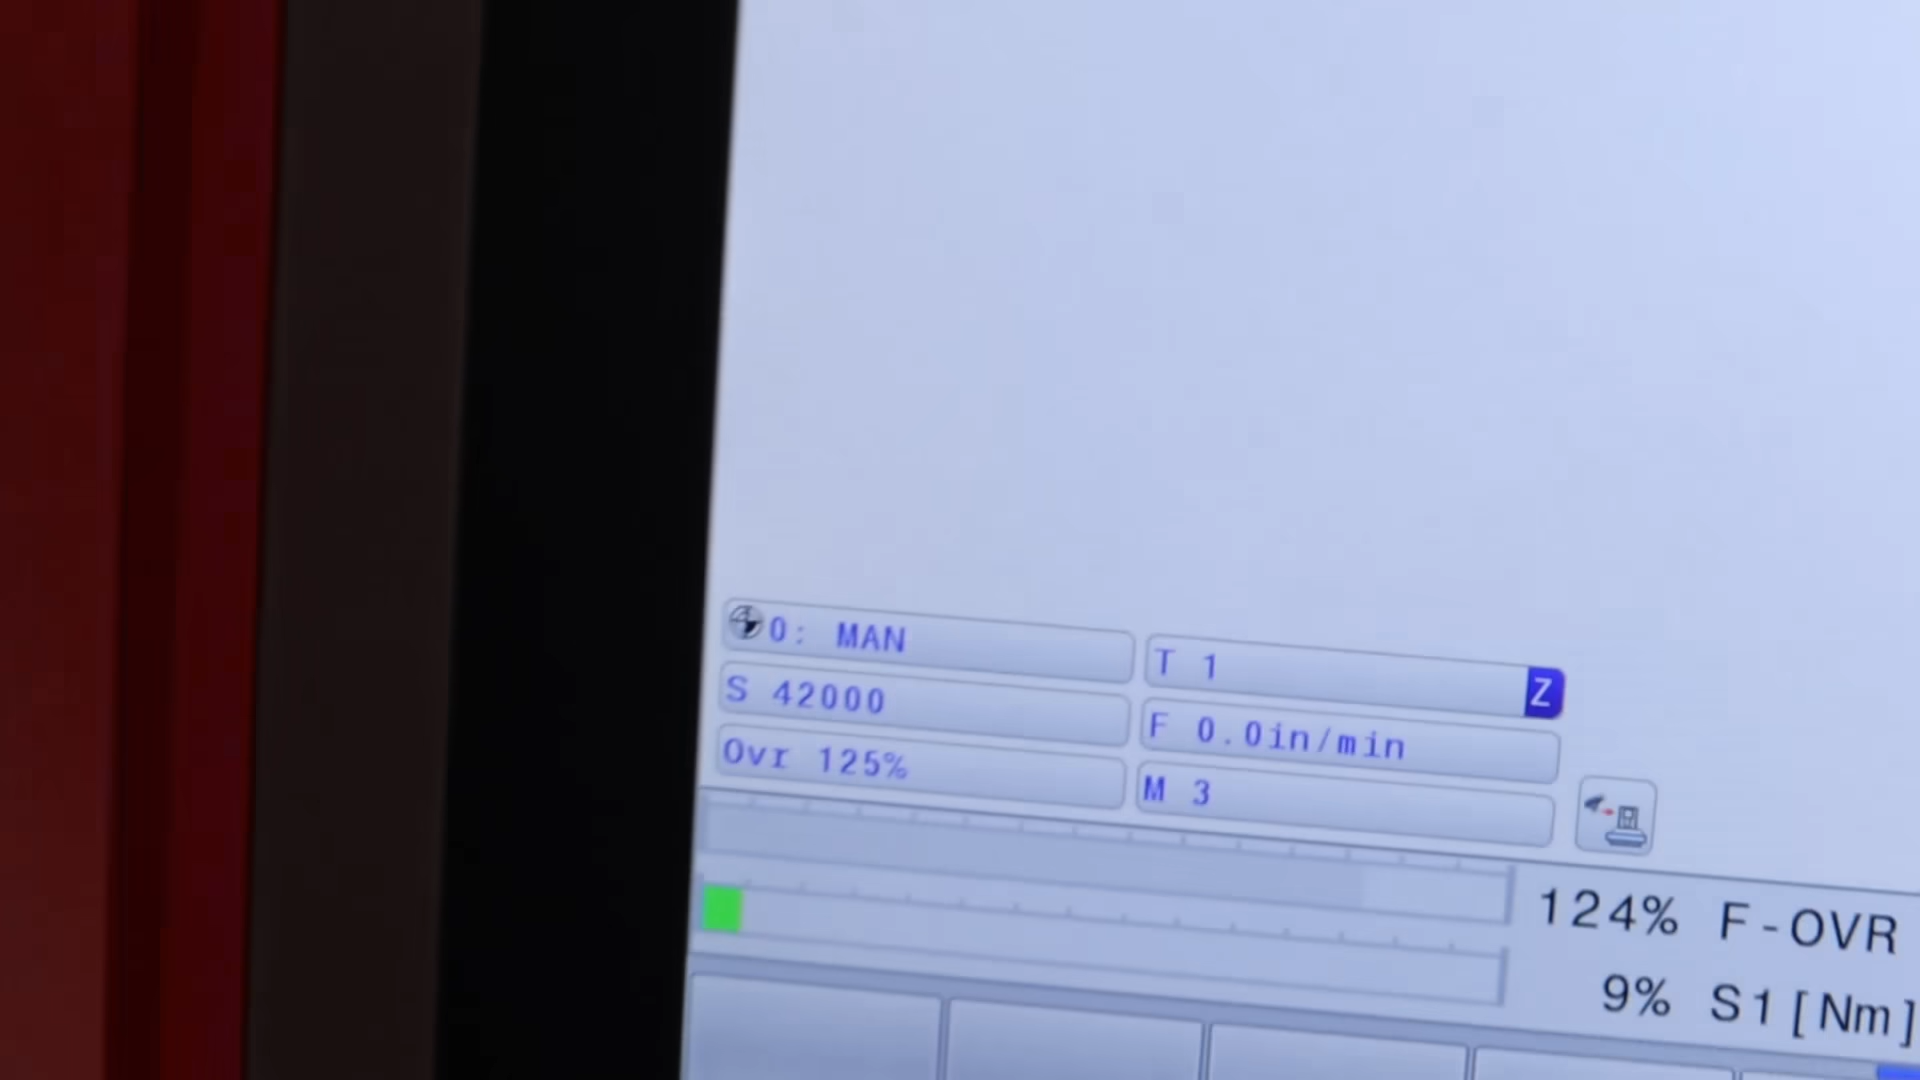 0: MAN
T 1 Z
S 42000
F 0.0in/min
Ovr 125%
M 3
124% F-OVR
9% S1[Nm]